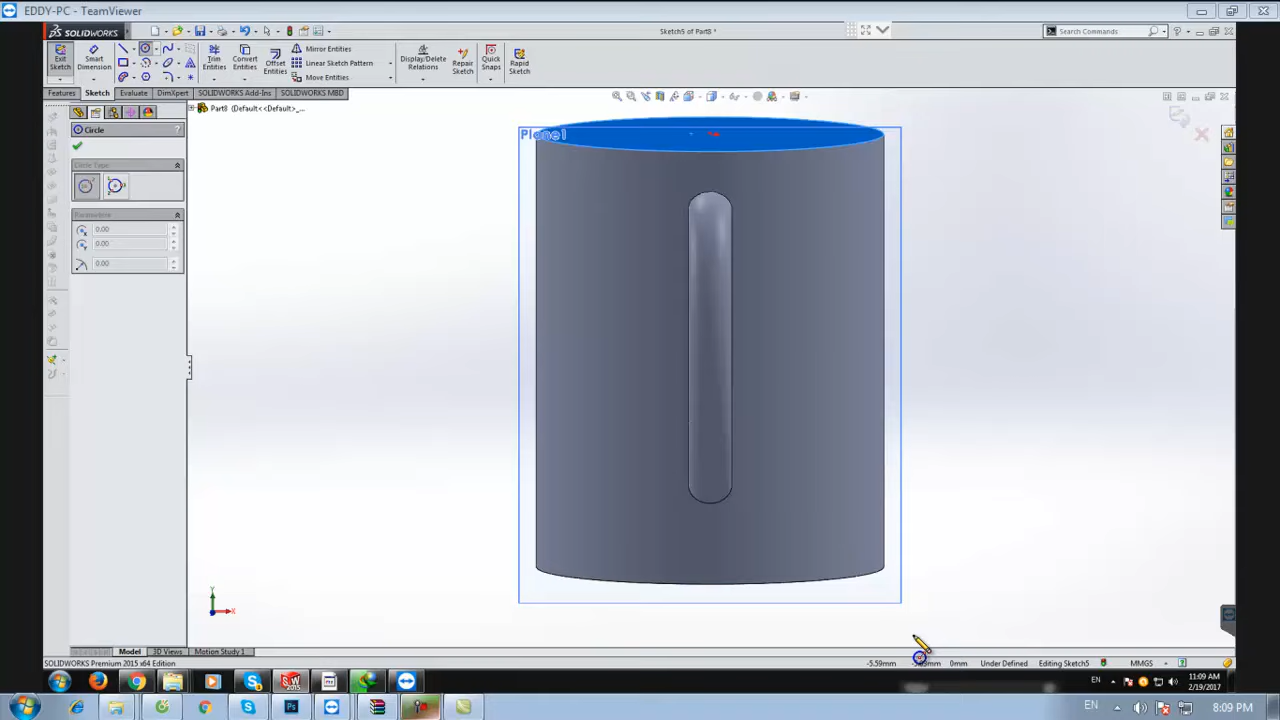 EDDY-PC - TeamViewer
SOLIDWORKS
Sketch5 of Part8 *
Search Commands
Exit Sketch
Smart Dimension
Trim Entities
Convert Entities
Offset Entities
Mirror Entities
Linear Sketch Pattern
Move Entities
Display/Delete Relations
Repair Sketch
Quick Snaps
Rapid Sketch
Features
Sketch
Evaluate
DimXpert
SOLIDWORKS Add-Ins
SOLIDWORKS MBD
Part8 (Default<<Default>_...
Circle
?
Circle Type
Parameters
0.00
0.00
0.00
Plane1
Y
X
Model
3D Views
Motion Study 1
SOLIDWORKS Premium 2015 x64 Edition
-5.59mm
0mm
Under Defined
Editing Sketch5
MMGS
EN
11:09 AM
2/19/2017
EN
8:09 PM